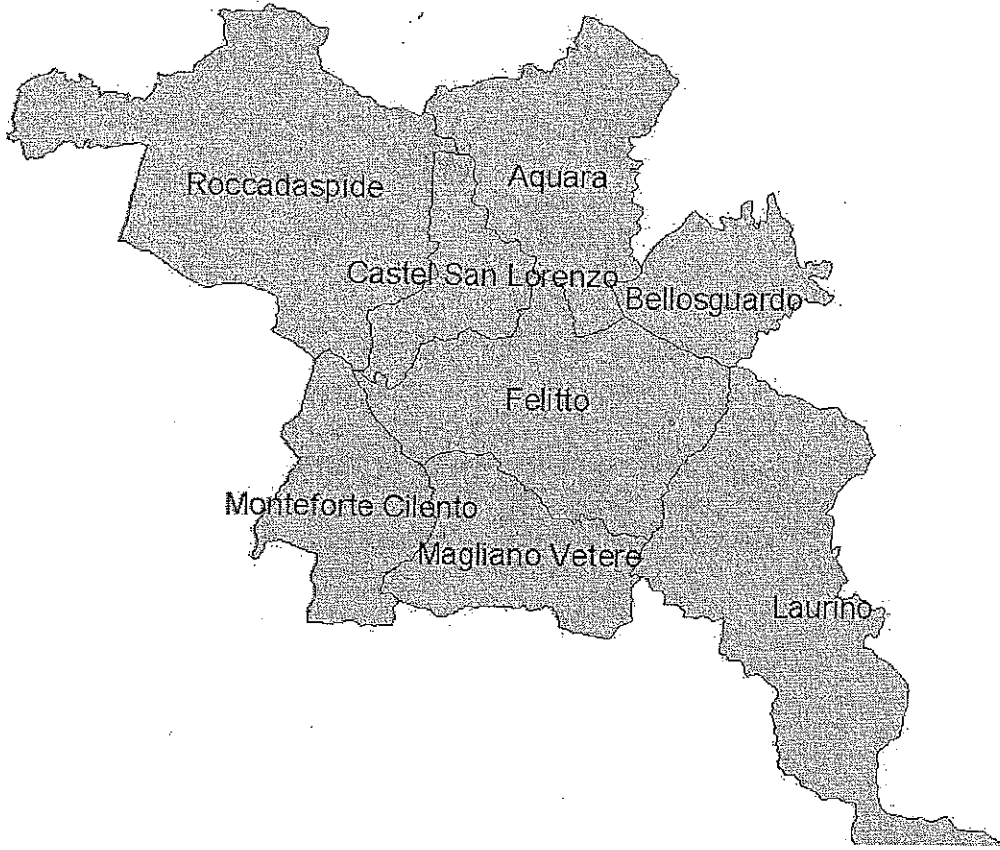 Roccadaspide
Aquara
Castel San Lorenzo
Bellosguardo
Felitto
Monteforte Cilento
Magliano Vetere
Laurino